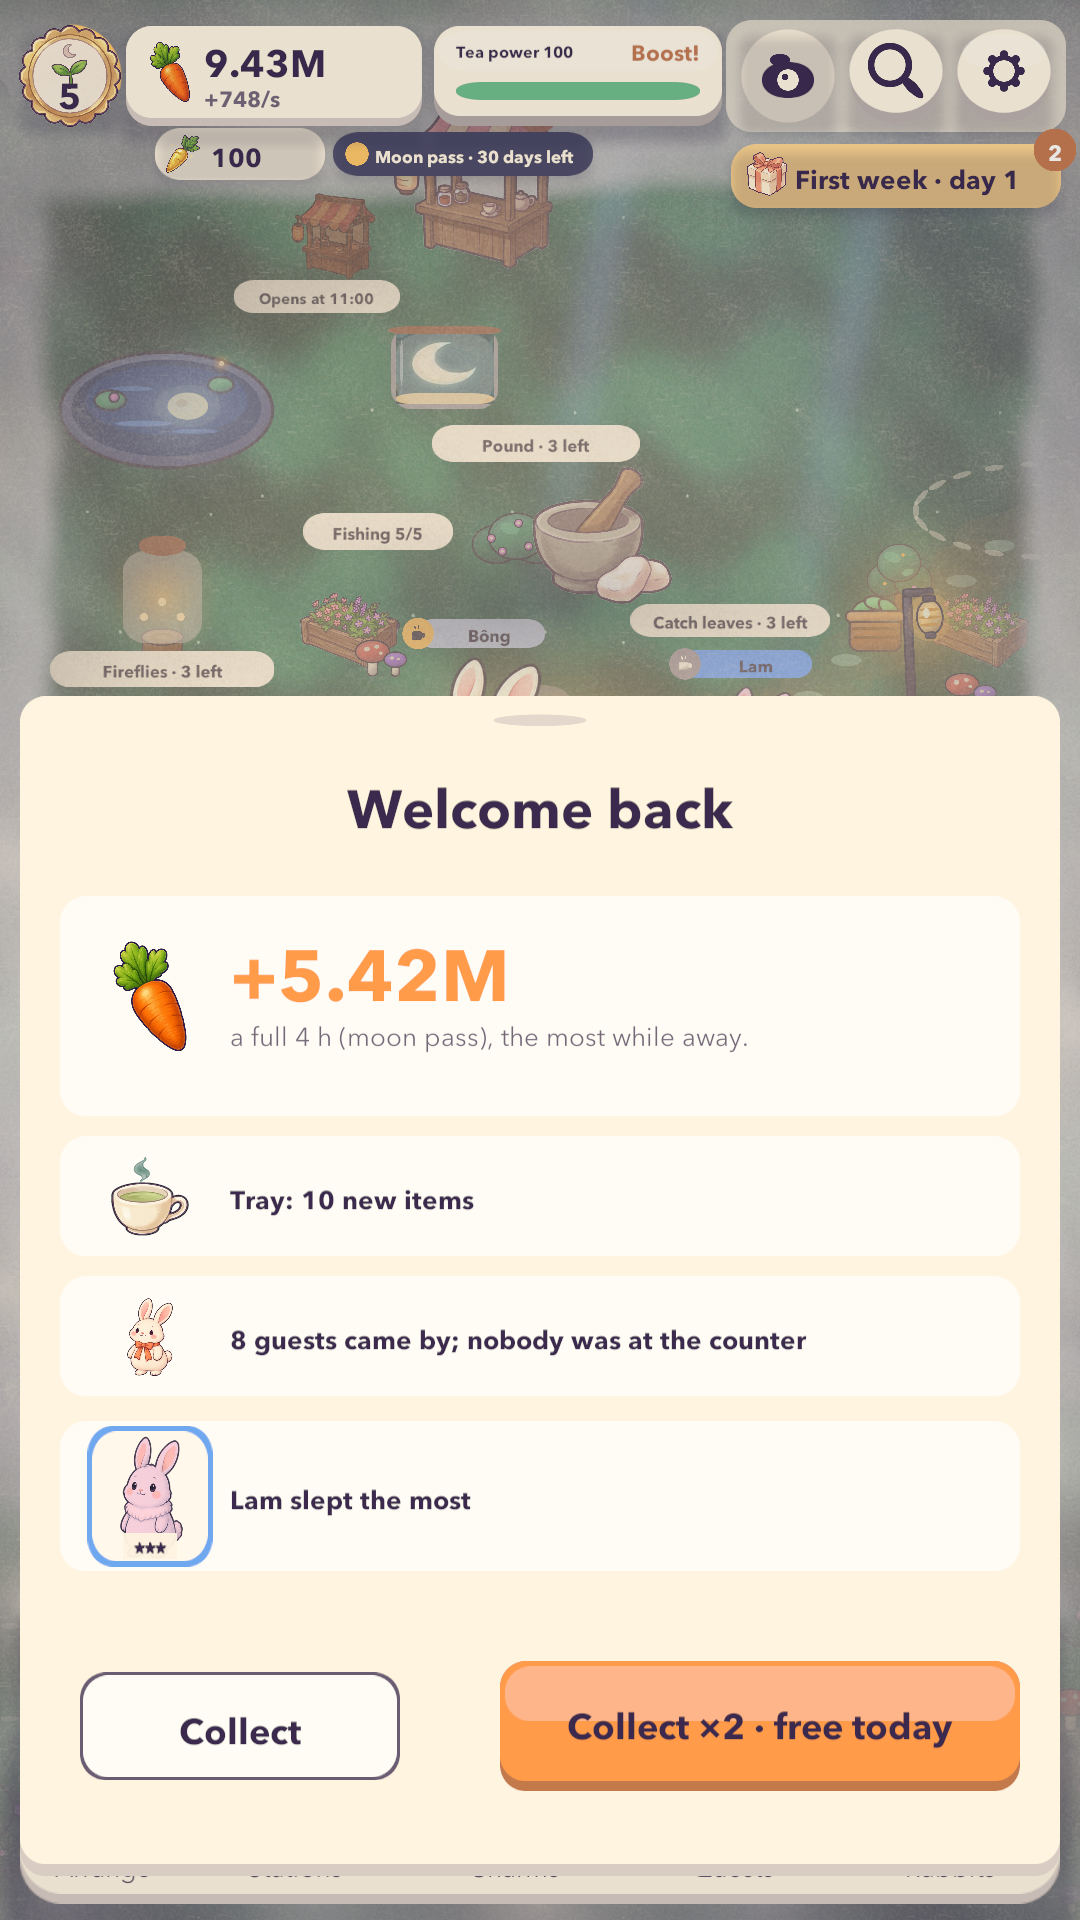 5
9.43M
+748/s
Tea power 100
Boost!
100
Moon pass · 30 days left
First week · day 1
2
Opens at 11:00
Pound · 3 left
Fishing 5/5
Catch leaves · 3 left
Bông
Lam
Fireflies · 3 left
Welcome back
+5.42M
a full 4 h (moon pass), the most while away.
Tray: 10 new items
8 guests came by; nobody was at the counter
Lam slept the most
Collect
Collect ×2 · free today